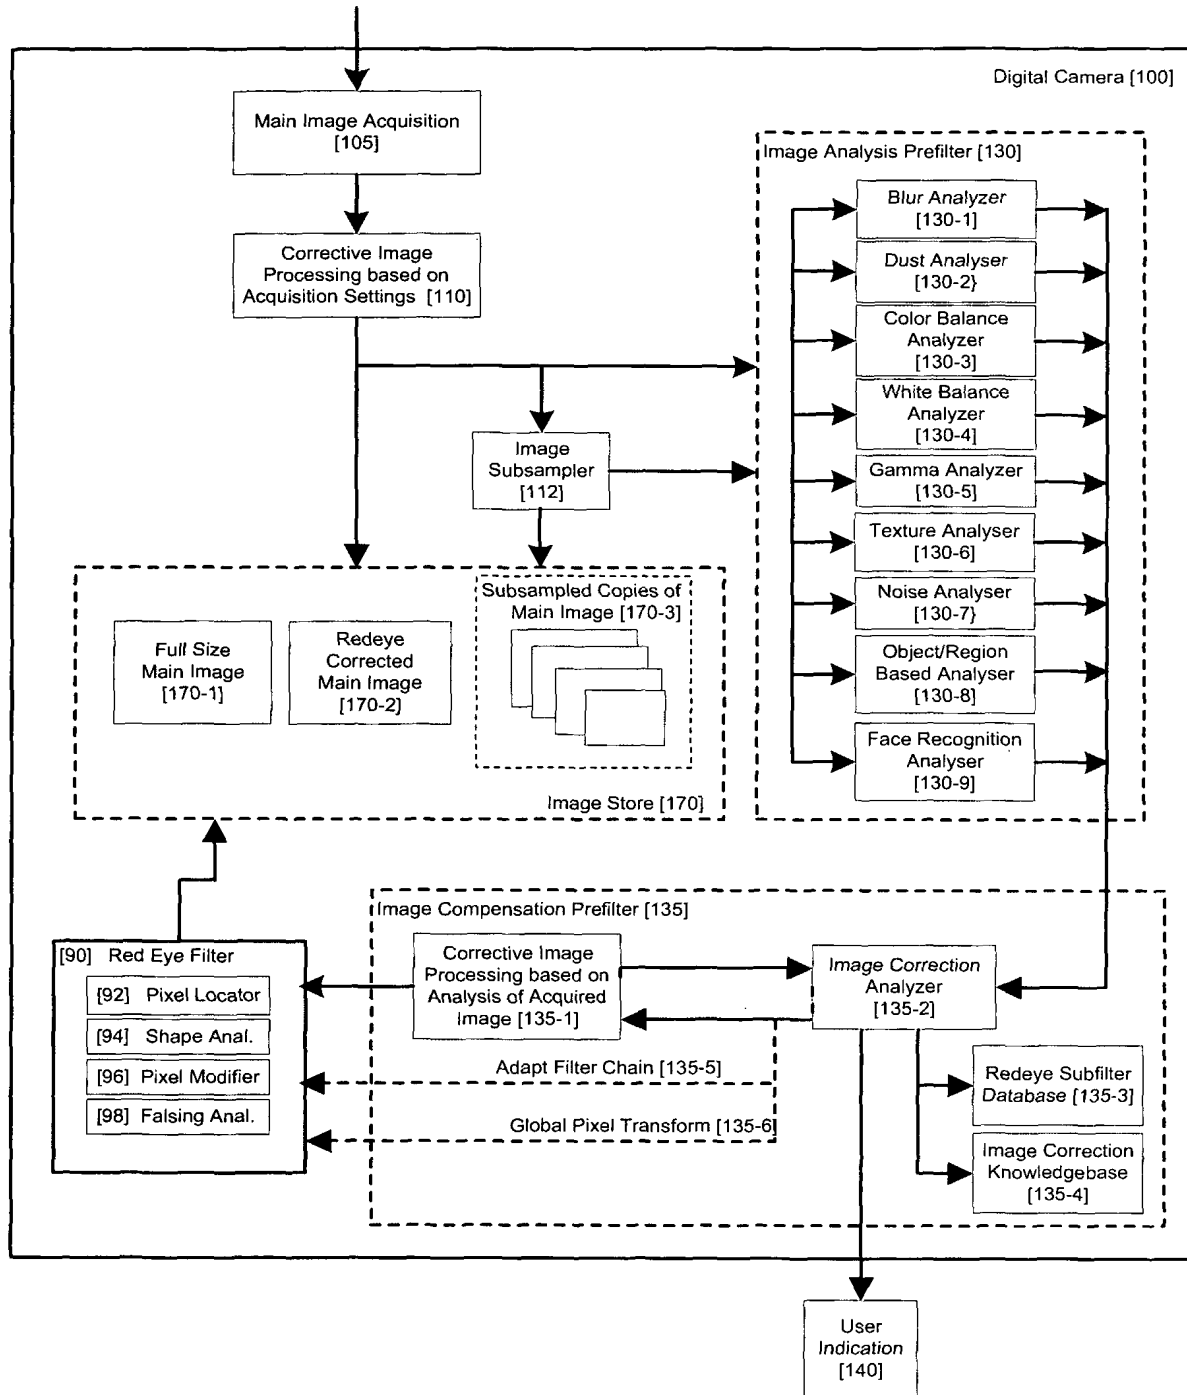 Digital Camera [100]
Main Image Acquisition
[105]
Corrective Image
Processing based on
Acquisition Settings [110]
Image
Subsampler
[112]
Image Analysis Prefilter [130]
Blur Analyzer
[130-1]
Dust Analyser
[130-2}
Color Balance
Analyzer
[130-3]
White Balance
Analyzer
[130-4]
Gamma Analyzer
[130-5]
Texture Analyser
[130-6]
Noise Analyser
[130-7}
Object/Region
Based Analyser
[130-8]
Face Recognition
Analyser
[130-9]
Full Size
Main Image
[170-1]
Redeye
Corrected
Main Image
[170-2]
Subsampled Copies of
Main Image [170-3]
Image Store [170]
Image Compensation Prefilter [135]
[90] Red Eye Filter
[92] Pixel Locator
[94] Shape Anal.
[96] Pixel Modifier
[98] Falsing Anal.
Corrective Image
Processing based on
Analysis of Acquired
Image [135-1]
Image Correction
Analyzer
[135-2]
Adapt Filter Chain [135-5]
Global Pixel Transform [135-6]
Redeye Subfilter
Database [135-3]
Image Correction
Knowledgebase
[135-4]
User
Indication
[140]